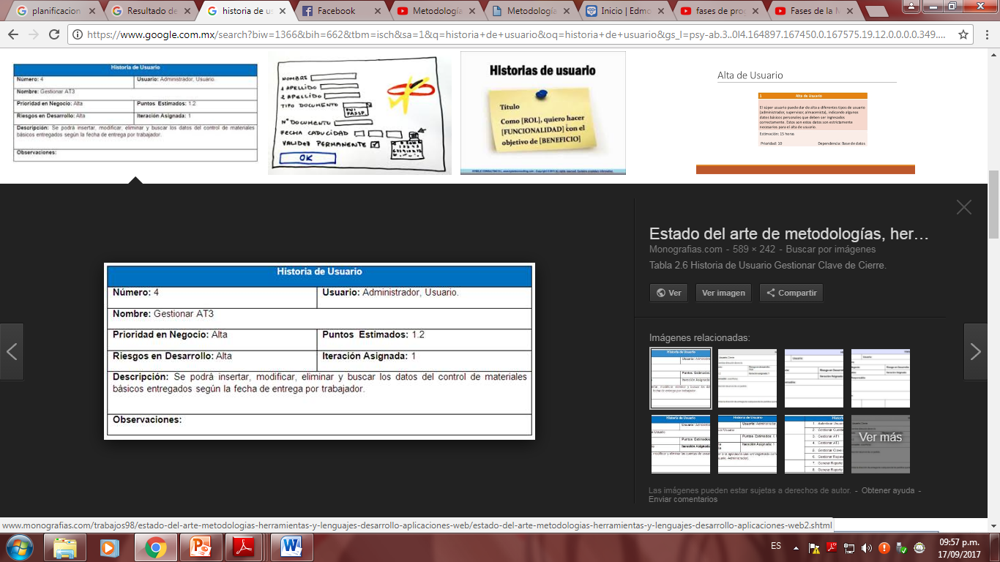 planificacion
Resultado de
historia de us
Facebook
Metodología
Metodología
Inicio | Edmo
fases de prog
Fases de la M
https://www.google.com.mx/search?biw=1366&bih=662&tbm=isch&sa=1&q=historia+de+usuario&oq=historia+de+usuario&gs_l=psy-ab.3..0l4.164897.167450.0.167575.19.12.0.0.0.0.349....
Historia de Usuario
Número: 4 Usuario: Administrador, Usuario.
Nombre: Gestionar AT3
Prioridad en Negocio: Alta Puntos Estimados: 1.2
Riesgos en Desarrollo: Alta Iteración Asignada: 1
Descripción: Se podrá insertar, modificar, eliminar y buscar los datos del control de materiales
básicos entregados según la fecha de entrega por trabajador.
Observaciones:
NOMBRE
1 APELLIDO
2 APELLIDO
TIPO DOCUMENTO
DNI
PASSP.
Nº DOCUMENTO
FECHA CADUCIDAD
VALIDEZ PERMANENTE
OK
Historias de usuario
Titulo
Como [ROL], quiero hacer
[FUNCIONALIDAD] con el
objetivo de [BENEFICIO]
Alta de Usuario
1 Alta de Usuario
El súper usuario puede dar de alta a diferentes tipos de usuario
(administrador, supervisor, almacenista), indicando algunos
datos básicos personales que deben ser ingresados
correctamente. Estos son estos datos son estrictamente
necesarios para el alta de usuario.
Estimación: 15 horas
Prioridad: 10 Dependencia: Base de datos
Historia de Usuario
Número: 4 Usuario: Administrador, Usuario.
Nombre: Gestionar AT3
Prioridad en Negocio: Alta Puntos Estimados: 1.2
Riesgos en Desarrollo: Alta Iteración Asignada: 1
Descripción: Se podrá insertar, modificar, eliminar y buscar los datos del control de materiales
básicos entregados según la fecha de entrega por trabajador.
Observaciones:
Estado del arte de metodologías, her…
Monografias.com - 589 × 242 - Buscar por imágenes
Tabla 2.6 Historia de Usuario Gestionar Clave de Cierre.
Ver
Ver imagen
Compartir
Imágenes relacionadas:
Ver más
Las imágenes pueden estar sujetas a derechos de autor. - Obtener ayuda -
Enviar comentarios
www.monografias.com/trabajos98/estado-del-arte-metodologias-herramientas-y-lenguajes-desarrollo-aplicaciones-web/estado-del-arte-metodologias-herramientas-y-lenguajes-desarrollo-aplicaciones-web2.shtml
ES
09:57 p.m.
17/09/2017